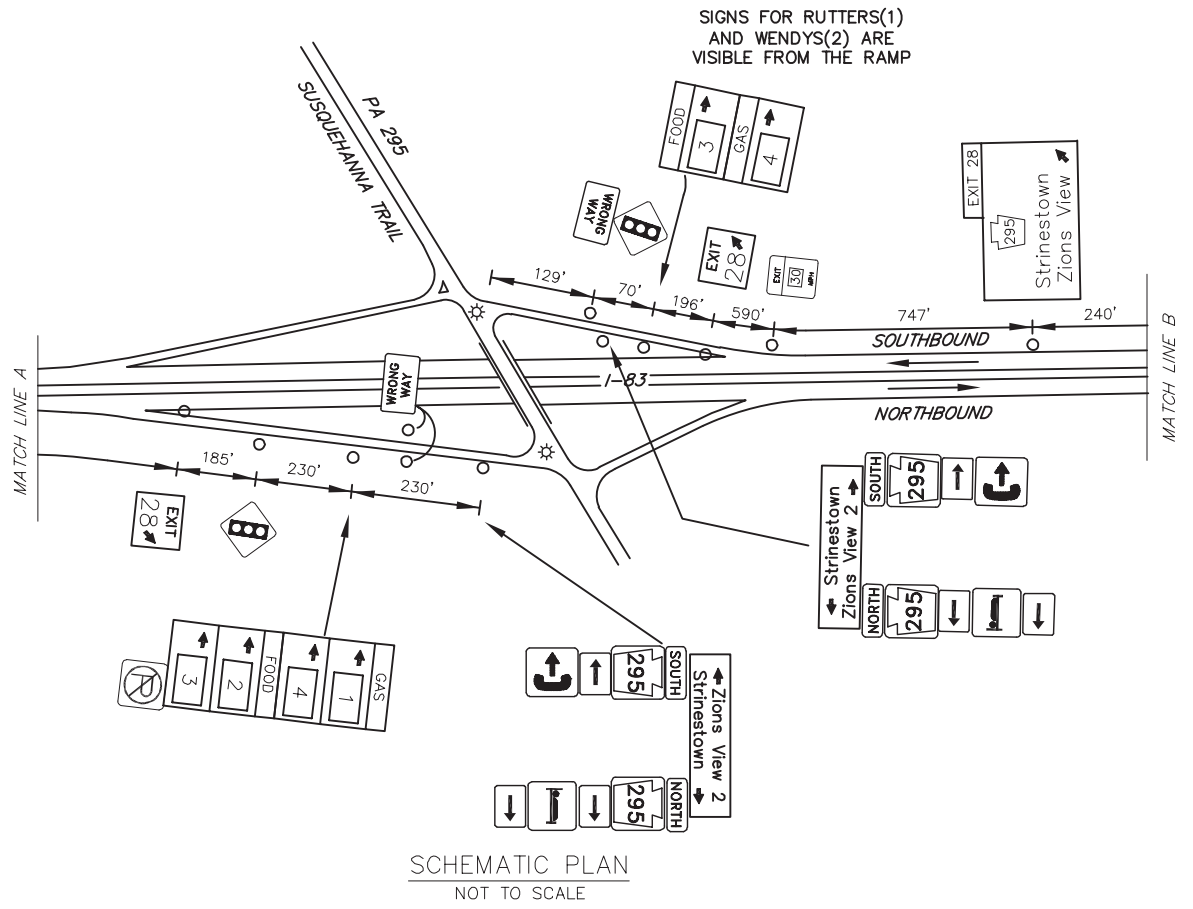 SIGNS FOR RUTTERS(1)
AND WENDYS(2) ARE
VISIBLE FROM THE RAMP
PA 295
SUSQUEHANNA TRAIL
FOOD
3
GAS
4
WRONG
WAY
EXIT
28
EXIT
30
MPH
EXIT 28
295
Strinestown
Zions View
129'
70'
196'
590'
747'
240'
SOUTHBOUND
I-83
NORTHBOUND
MATCH LINE A
MATCH LINE B
WRONG
WAY
185'
230'
230'
EXIT
28
Strinestown
Zions View 2
SOUTH
295
NORTH
295
GAS
1
4
FOOD
2
3
P
SOUTH
295
Zions View 2
Strinestown
NORTH
295
SCHEMATIC PLAN
NOT TO SCALE